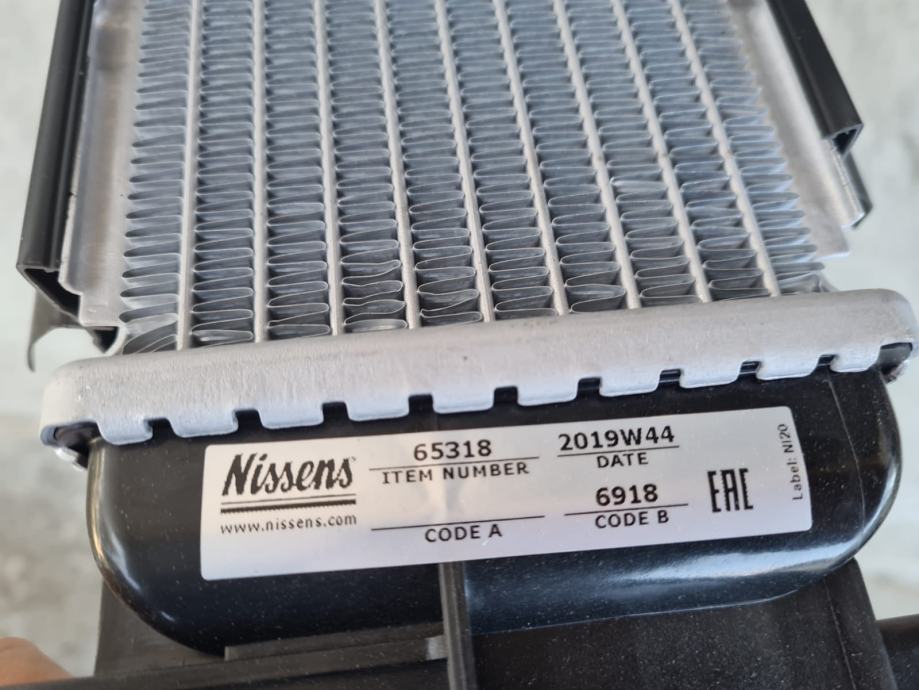 Nissens
www.nissens.com
65318
ITEM NUMBER
2019W44
DATE
CODE A
6918
CODE B
EAC
Label: NI20